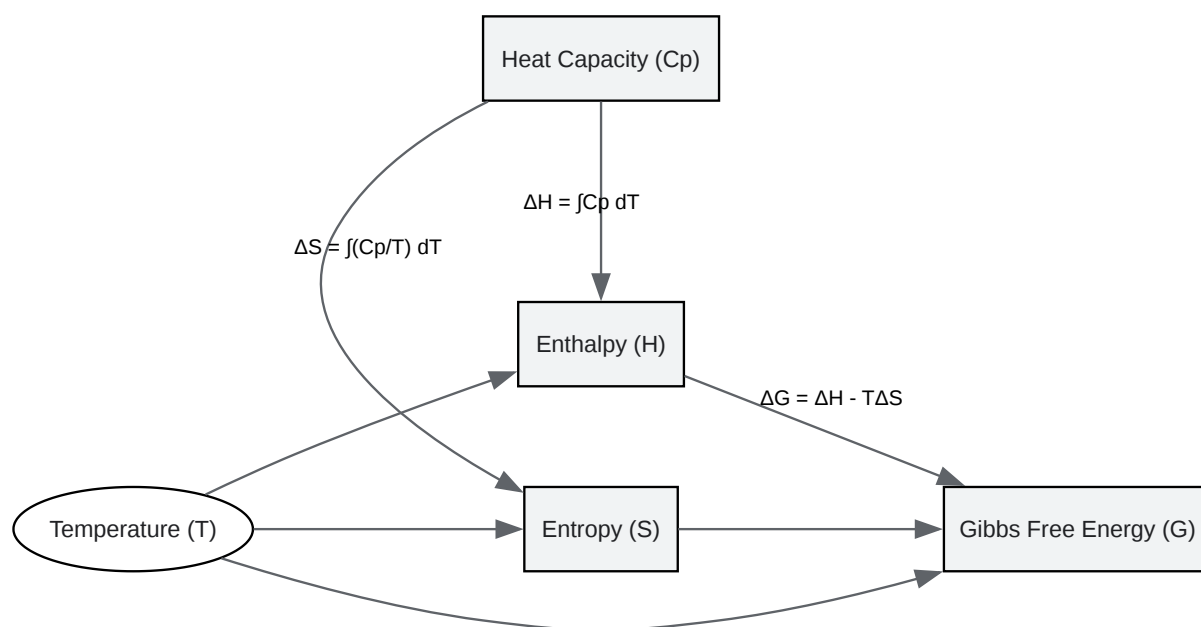 Heat Capacity (Cp)
ΔH = ∫Cp dT
ΔS = ∫(Cp/T) dT
Enthalpy (H)
ΔG = ΔH - TΔS
Temperature (T)
Entropy (S)
Gibbs Free Energy (G)